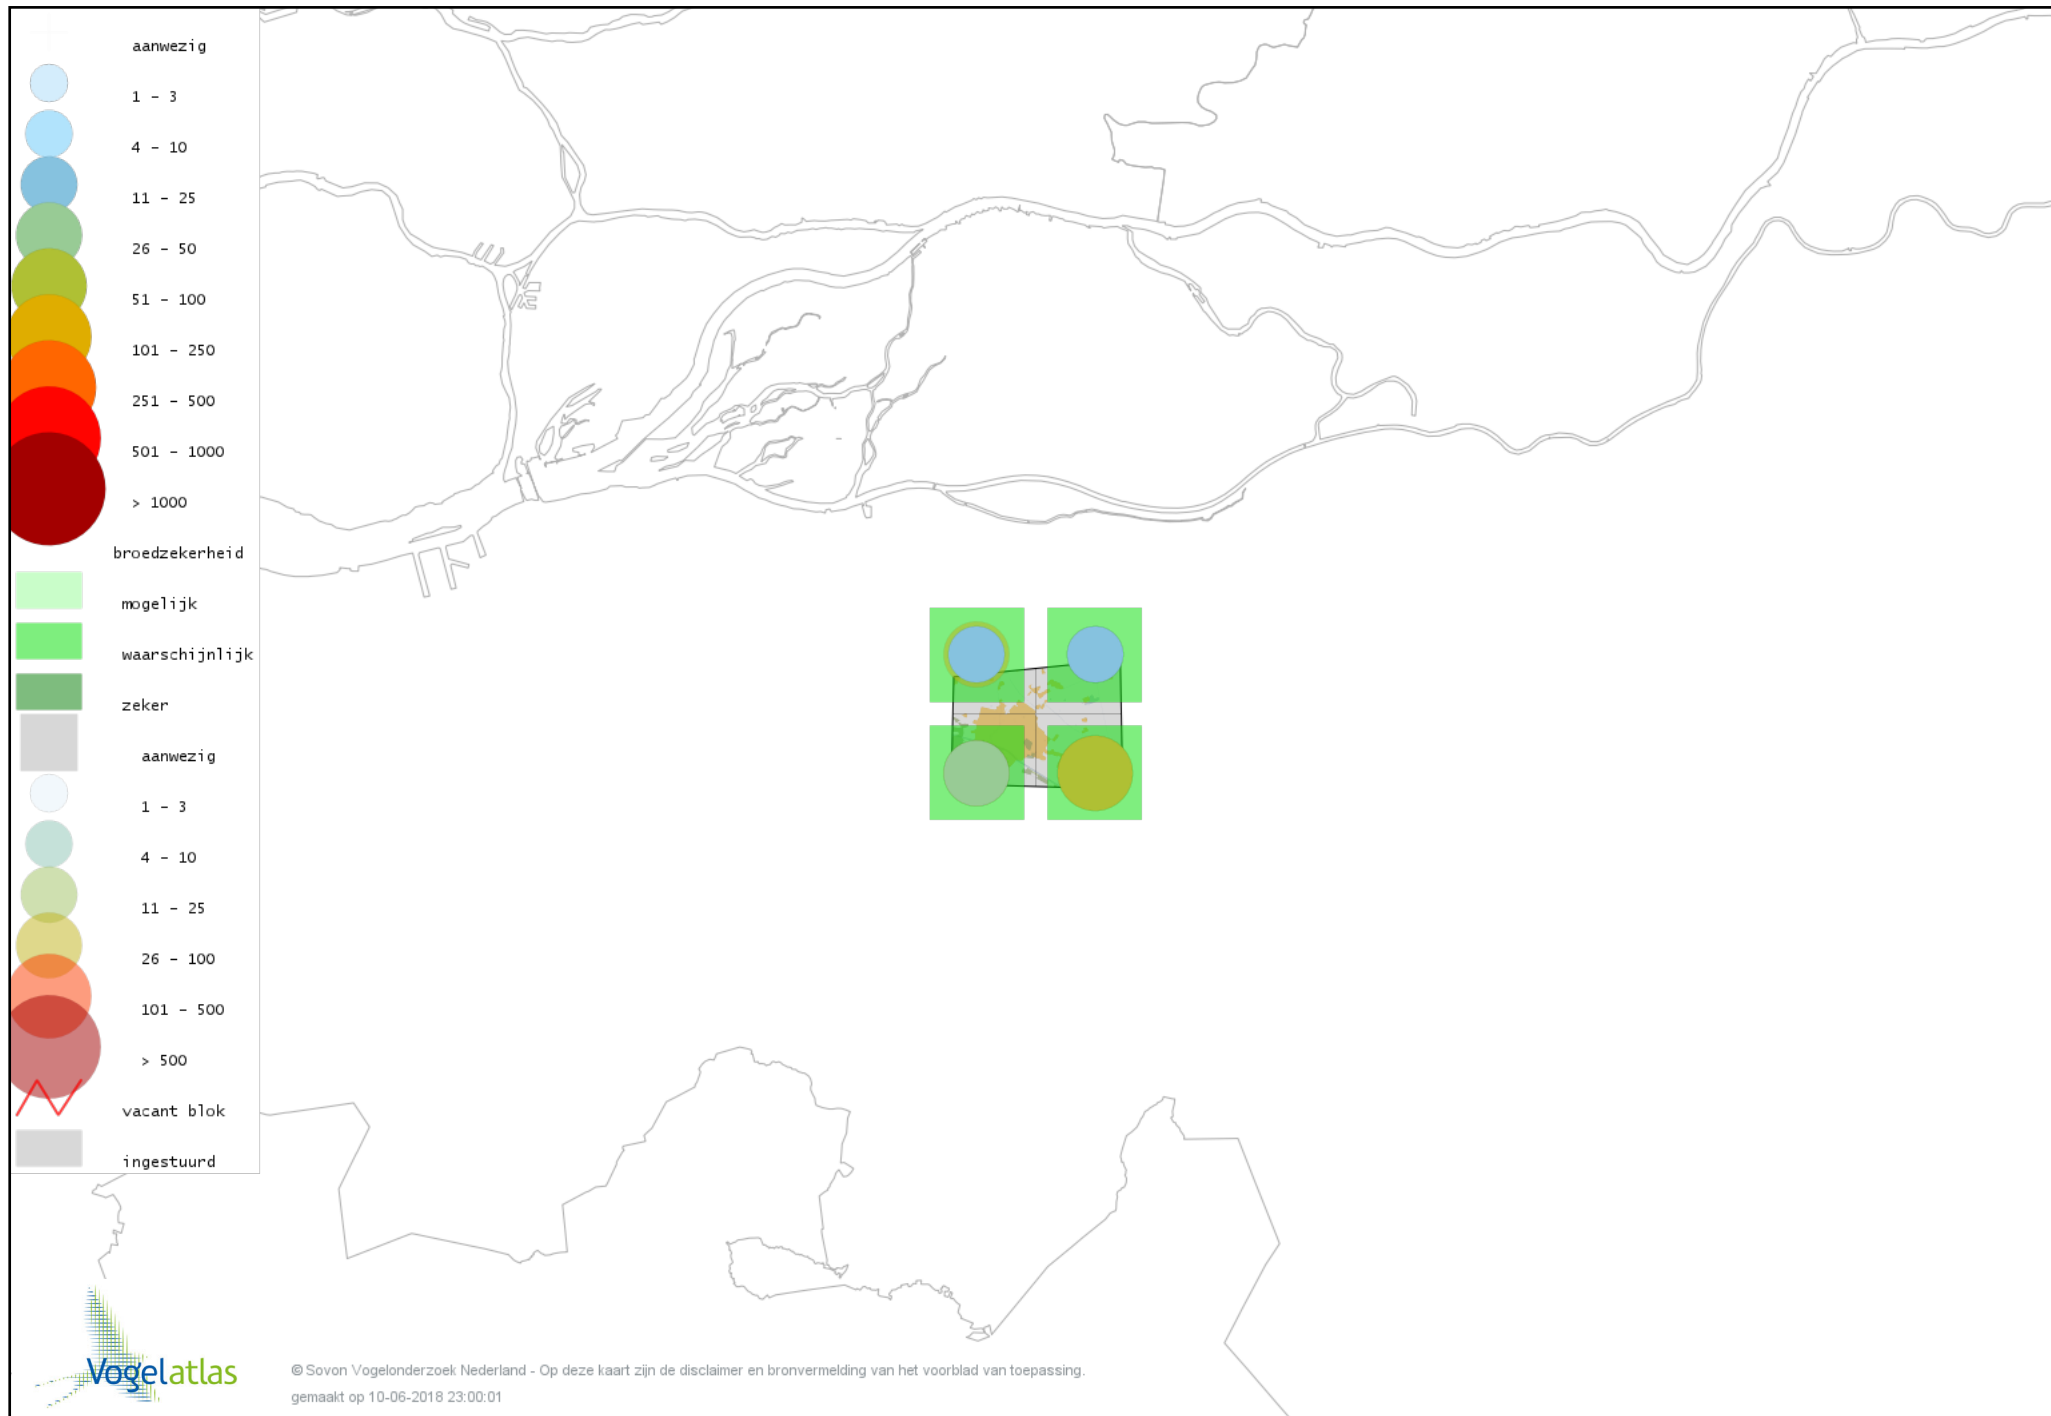 aanwezig
1 - 3
4 - 10
11 - 25
26 - 50
51 - 100
101 - 250
251 - 500
501 - 1000
> 1000
broedzekerheid
mogelijk
waarschijnlijk
zeker
aanwezig
1 - 3
4 - 10
11 - 25
26 - 100
101 - 500
> 500
vacant blok
ingestuurd
Vogelatlas
© Sovon Vogelonderzoek Nederland - Op deze kaart zijn de disclaimer en bronvermelding van het voorblad van toepassing.
gemaakt op 10-06-2018 23:00:01